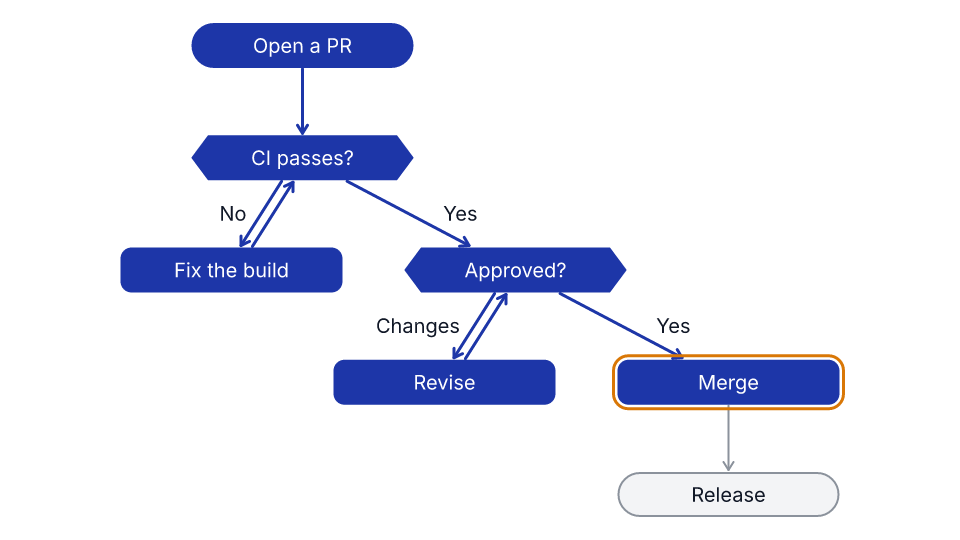 Open a PR
CI passes?
No
Yes
Fix the build
Approved?
Changes
Yes
Revise
Merge
Release